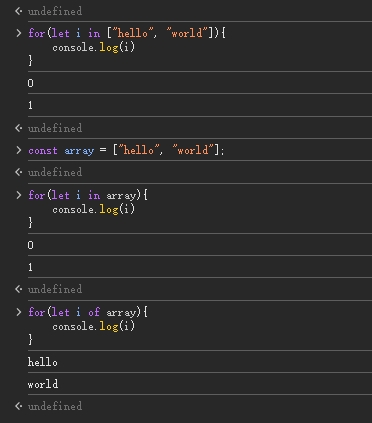 undefined
for(let i in ["hello", "world"]){
console.log(i)
}
0
1
undefined
const array = ["hello", "world"];
undefined
for(let i in array){
console.log(i)
}
0
1
undefined
for(let i of array){
console.log(i)
}
hello
world
undefined